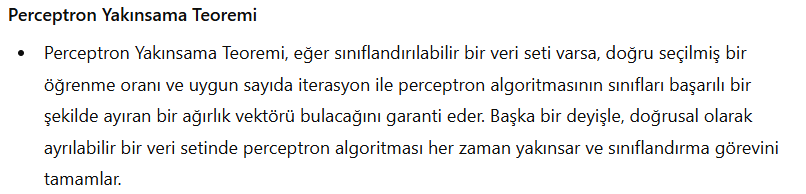 Perceptron Yakınsama Teoremi
• Perceptron Yakınsama Teoremi, eğer sınıflandırılabilir bir veri seti varsa, doğru seçilmiş bir
öğrenme oranı ve uygun sayıda iterasyon ile perceptron algoritmasının sınıfları başarılı bir
şekilde ayıran bir ağırlık vektörü bulacağını garanti eder. Başka bir deyişle, doğrusal olarak
ayrılabilir bir veri setinde perceptron algoritması her zaman yakınsar ve sınıflandırma görevini
tamamlar.